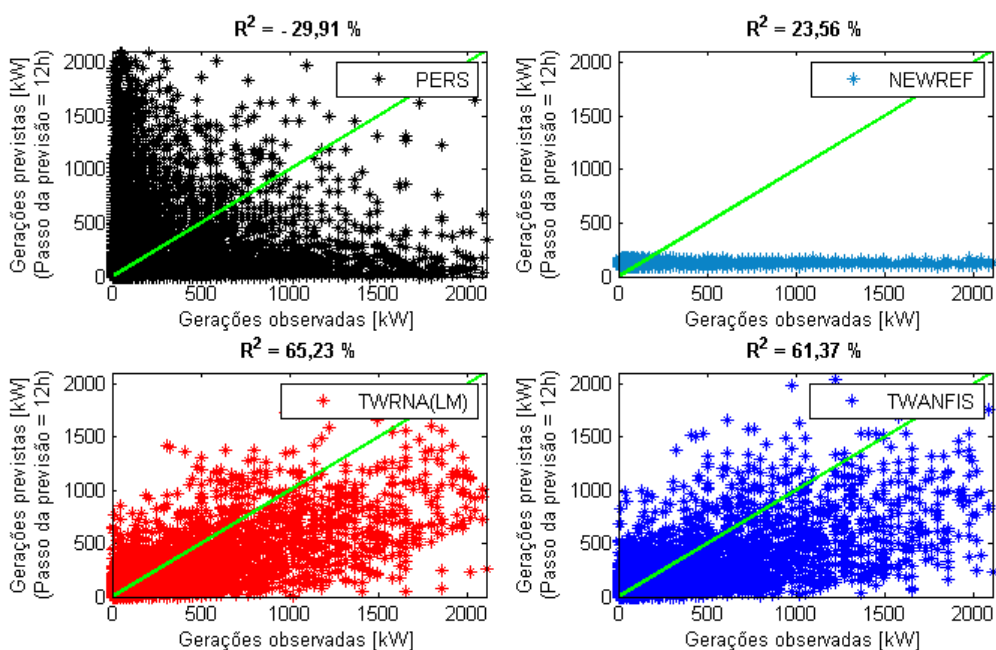 R² = - 29,91 %
Gerações previstas [kW]
(Passo da previsão = 12h)
2000
1500
1000
500
0
PERS
0 500 1000 1500 2000
Gerações observadas [kW]
R² = 23,56 %
Gerações previstas [kW]
(Passo da previsão = 12h)
2000
1500
1000
500
0
NEWREF
0 500 1000 1500 2000
Gerações observadas [kW]
R² = 65,23 %
Gerações previstas [kW]
(Passo da previsão = 12h)
2000
1500
1000
500
0
TWRNA(LM)
0 500 1000 1500 2000
Gerações observadas [kW]
R² = 61,37 %
Gerações previstas [kW]
(Passo da previsão = 12h)
2000
1500
1000
500
0
TWANFIS
0 500 1000 1500 2000
Gerações observadas [kW]